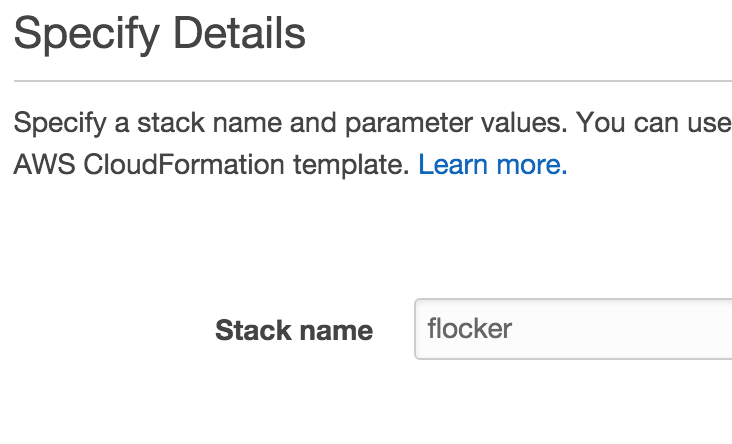 Specify Details
Specify a stack name and parameter values. You can use
AWS CloudFormation template. Learn more.
Stack name
flocker